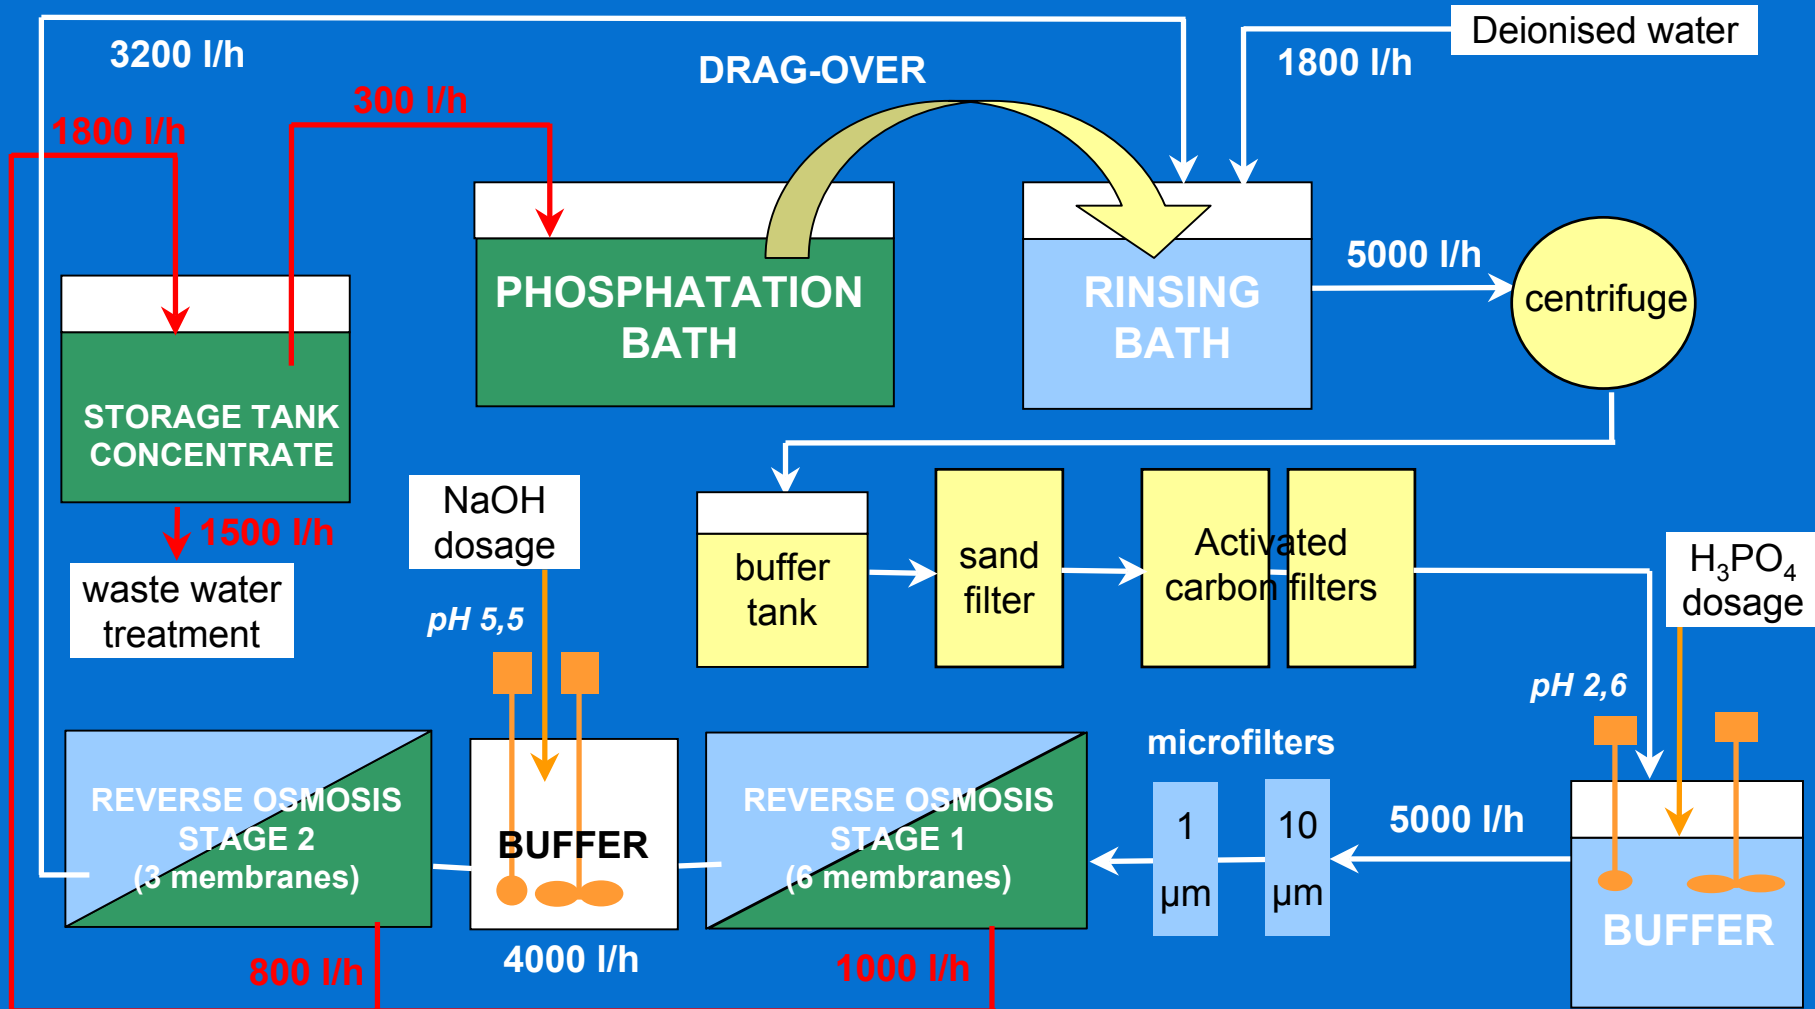 3200 l/h
DRAG-OVER
1800 l/h
Deionised water
1800 l/h
300 l/h
PHOSPHATATION
BATH
RINSING
BATH
5000 l/h
centrifuge
STORAGE TANK
CONCENTRATE
1500 l/h
waste water
treatment
NaOH
dosage
pH 5,5
buffer
tank
sand
filter
Activated
carbon filters
H₃PO₄
dosage
pH 2,6
REVERSE OSMOSIS
STAGE 2
(3 membranes)
BUFFER
4000 l/h
REVERSE OSMOSIS
STAGE 1
(6 membranes)
microfilters
1
µm
10
µm
5000 l/h
BUFFER
800 l/h
1000 l/h